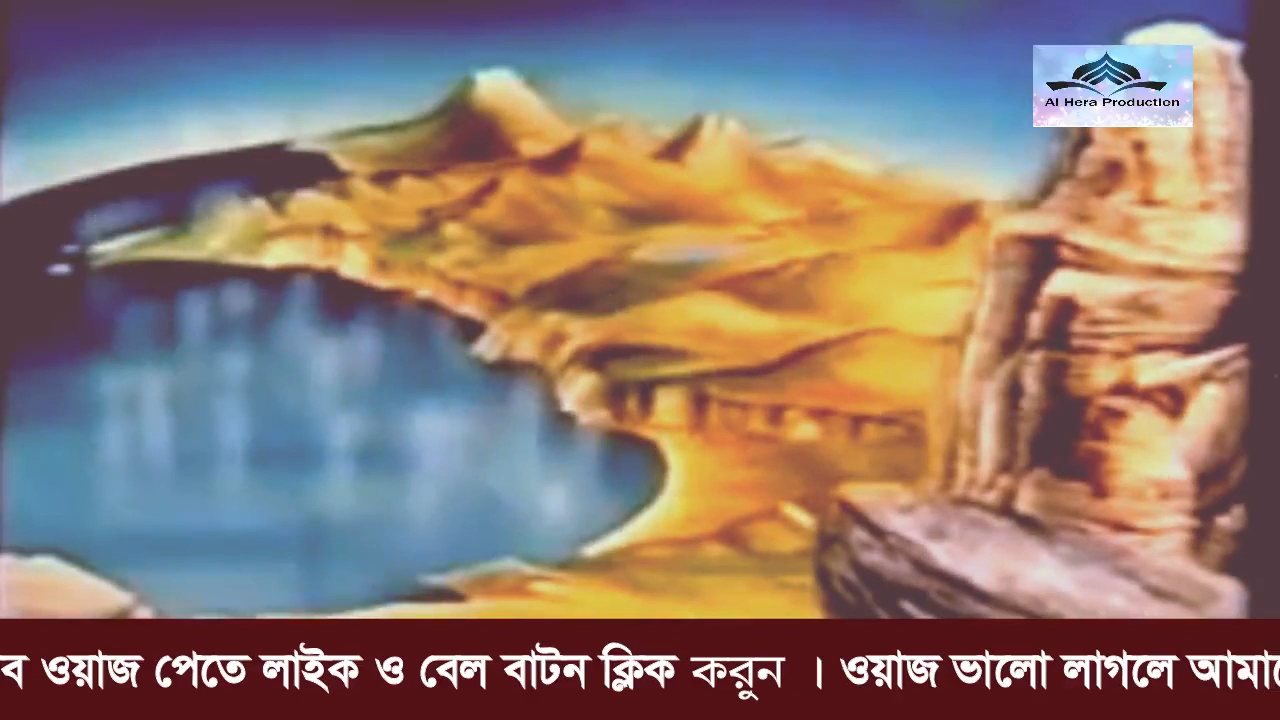 Al Hera Production
ওয়াজ পেতে লাইক ও বেল বাটন ক্লিক করুন । ওয়াজ ভালো লাগলে